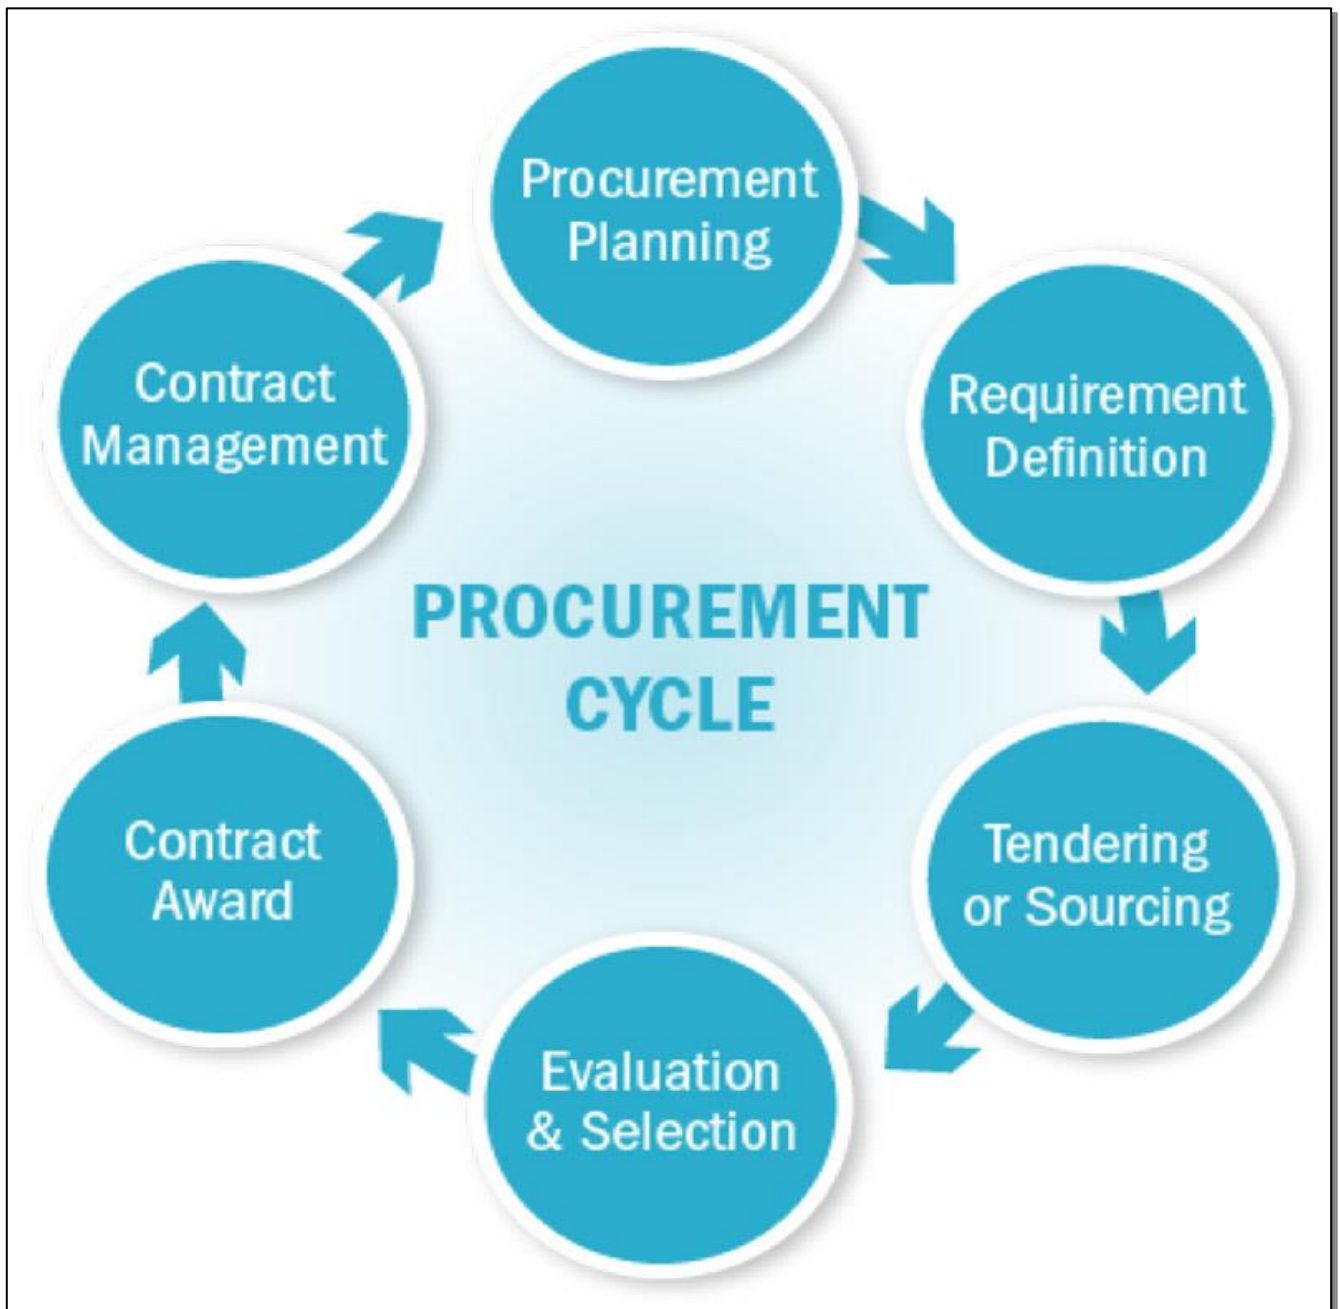 Procurement
Planning
Requirement
Definition
Tendering
or Sourcing
Evaluation
& Selection
Contract
Award
Contract
Management
PROCUREMENT
CYCLE